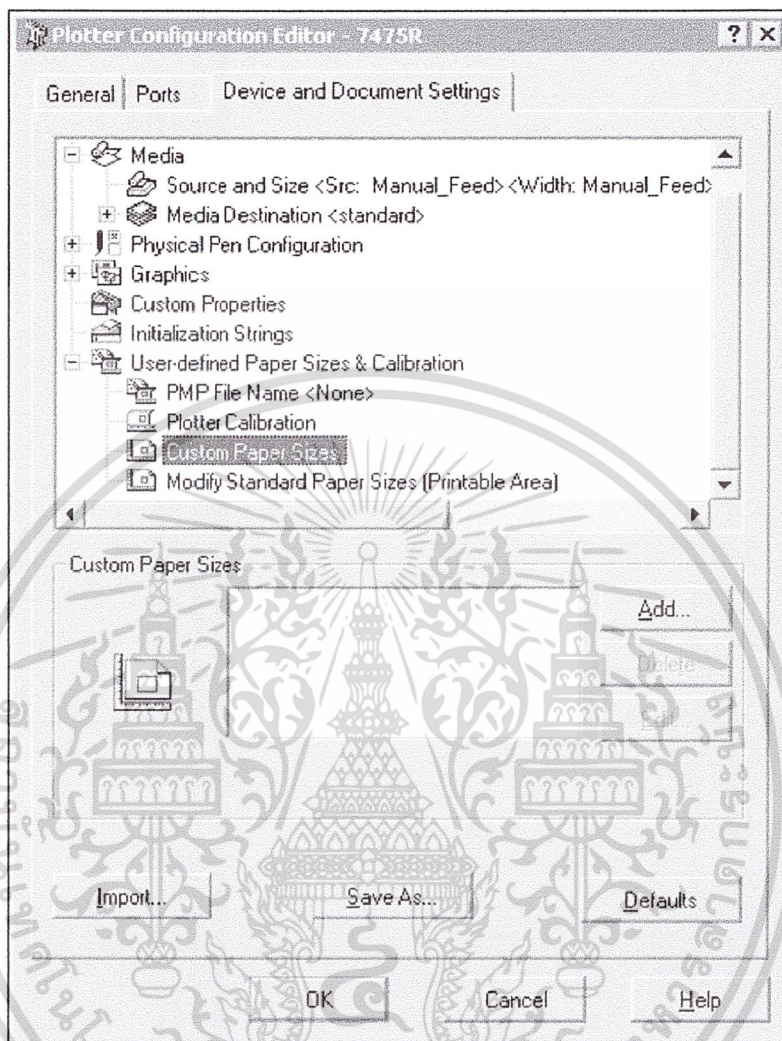 Plotter Configuration Editor - 7475R
General Ports Device and Document Settings
Media
Source and Size <Src: Manual_Feed> <Width: Manual_Feed>
Media Destination <standard>
Physical Pen Configuration
Graphics
Custom Properties
Initialization Strings
User-defined Paper Sizes & Calibration
PMP File Name <None>
Plotter Calibration
Custom Paper Sizes
Modify Standard Paper Sizes (Printable Area)
Custom Paper Sizes
Add...
Delete
Edit...
Import... Save As... Defaults
OK Cancel Help